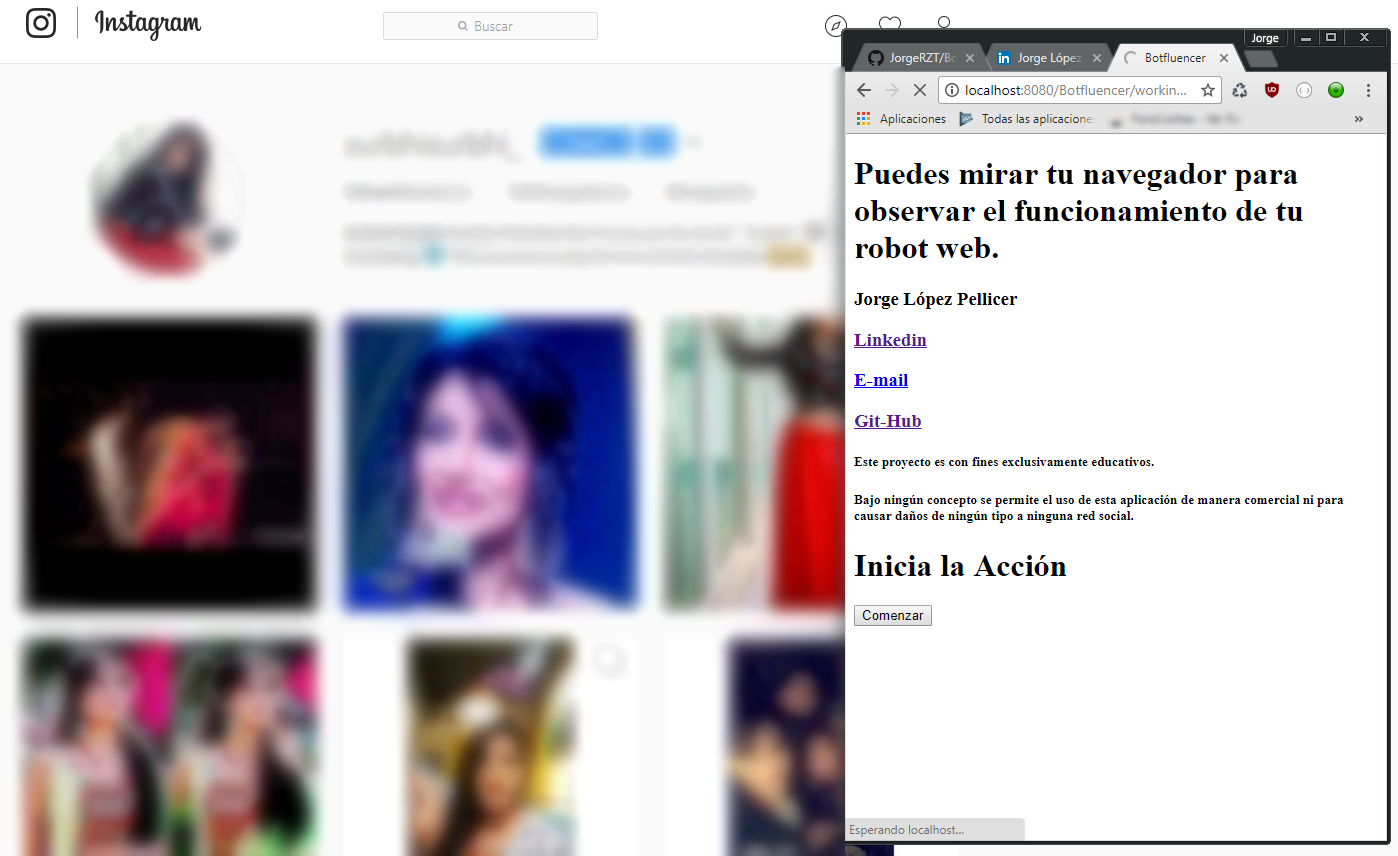 Instagram
Buscar
Jorge
JorgeRZT/Bo
Jorge López
Botfluencer
localhost:8080/Botfluencer/workin...
Aplicaciones
Todas las aplicaciones
»
Puedes mirar tu navegador para
observar el funcionamiento de tu
robot web.
Jorge López Pellicer
Linkedin
E-mail
Git-Hub
Este proyecto es con fines exclusivamente educativos.
Bajo ningún concepto se permite el uso de esta aplicación de manera comercial ni para
causar daños de ningún tipo a ninguna red social.
Inicia la Acción
Comenzar
Esperando localhost...